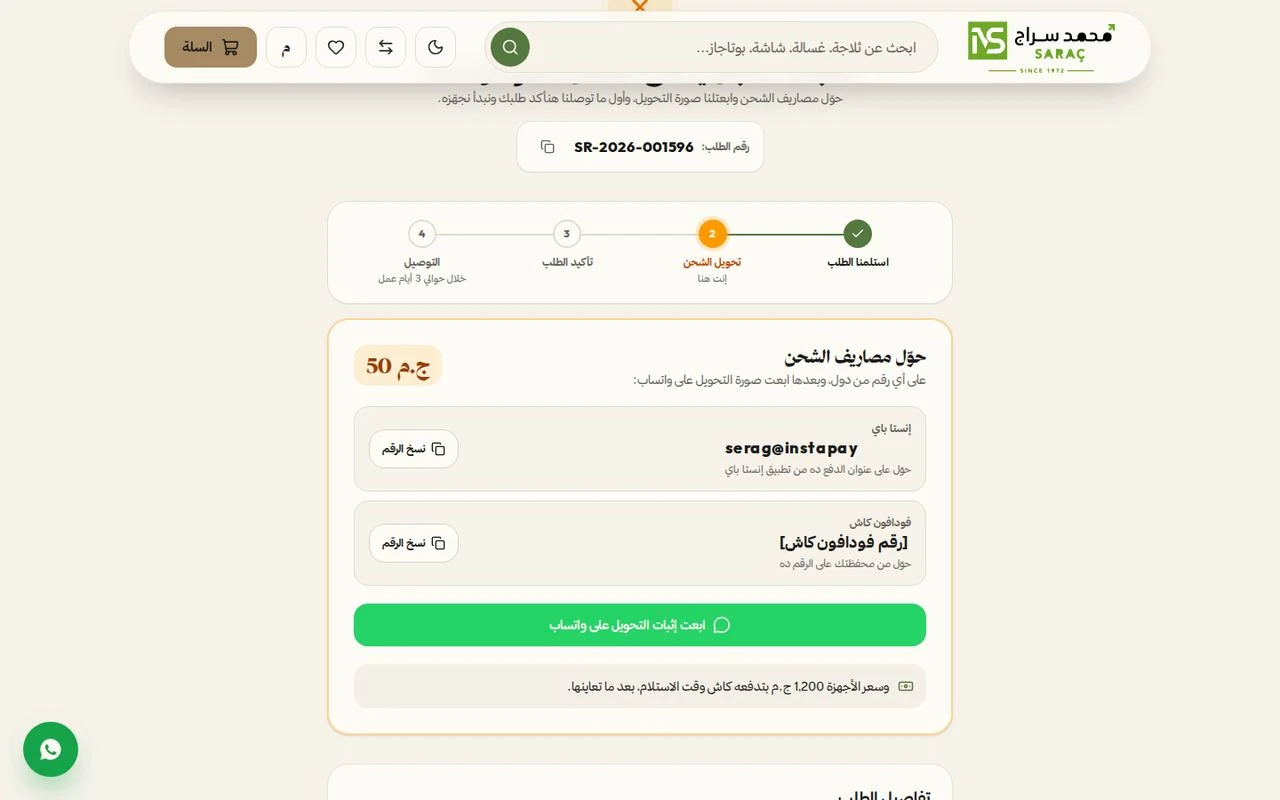 محمد سراج
SARAÇ
SINCE 1972
ابحث عن ثلاجة، غسالة، شاشة، بوتاجاز...
م
السلة
حوّل مصاريف الشحن وابعتلنا صورة التحويل، وأول ما توصلنا هنأكد طلبك ونبدأ نجهّزه.
رقم الطلب: SR-2026-001596
2
3
4
استلمنا الطلب
تحويل الشحن
تأكيد الطلب
التوصيل
إنت هنا
خلال حوالي 3 أيام عمل
حوّل مصاريف الشحن
ج.م 50
على أي رقم من دول، وبعدها ابعت صورة التحويل على واتساب:
إنستا باي
serag@instapay
حوّل على عنوان الدفع ده من تطبيق إنستا باي
نسخ الرقم
فودافون كاش
[رقم فودافون كاش]
حوّل من محفظتك على الرقم ده
نسخ الرقم
ابعت إثبات التحويل على واتساب
وسعر الأجهزة 1,200 ج.م بتدفعه كاش وقت الاستلام، بعد ما تعاينها.
تفاصيل الطلب